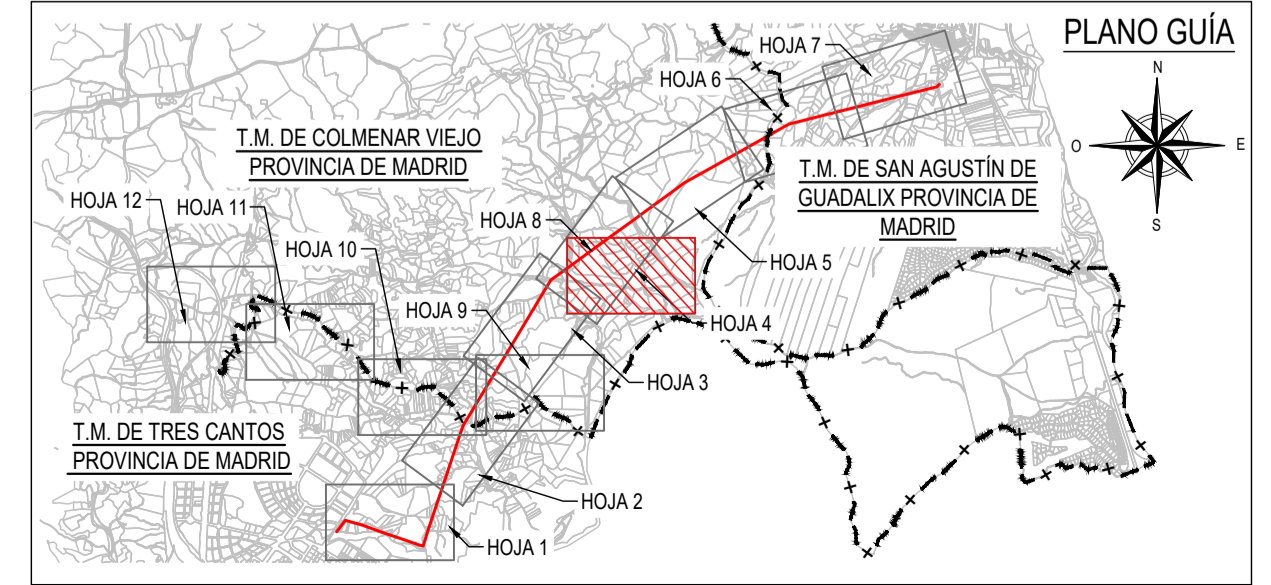 PLANO GUÍA
N
O
E
S
HOJA 7
HOJA 6
T.M. DE COLMENAR VIEJO
PROVINCIA DE MADRID
T.M. DE SAN AGUSTÍN DE
GUADALIX PROVINCIA DE
MADRID
HOJA 12
HOJA 11
HOJA 8
HOJA 10
HOJA 5
HOJA 9
HOJA 4
HOJA 3
T.M. DE TRES CANTOS
PROVINCIA DE MADRID
HOJA 2
HOJA 1